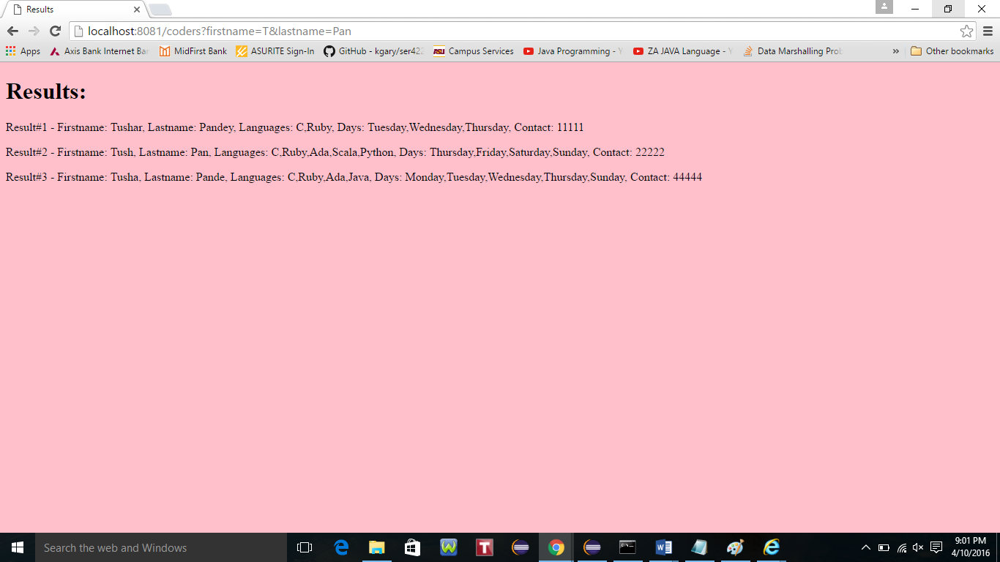 Results
localhost:8081/coders?firstname=T&lastname=Pan
Apps Axis Bank Internet Ban MidFirst Bank ASURITE Sign-In GitHub - kgary/ser422 ASU Campus Services Java Programming - Y ZA JAVA Language - Y Data Marshalling Prob » Other bookmarks
Results:
Result#1 - Firstname: Tushar, Lastname: Pandey, Languages: C,Ruby, Days: Tuesday,Wednesday,Thursday, Contact: 11111
Result#2 - Firstname: Tush, Lastname: Pan, Languages: C,Ruby,Ada,Scala,Python, Days: Thursday,Friday,Saturday,Sunday, Contact: 22222
Result#3 - Firstname: Tusha, Lastname: Pande, Languages: C,Ruby,Ada,Java, Days: Monday,Tuesday,Wednesday,Thursday,Sunday, Contact: 44444
Search the web and Windows
9:01 PM
4/10/2016